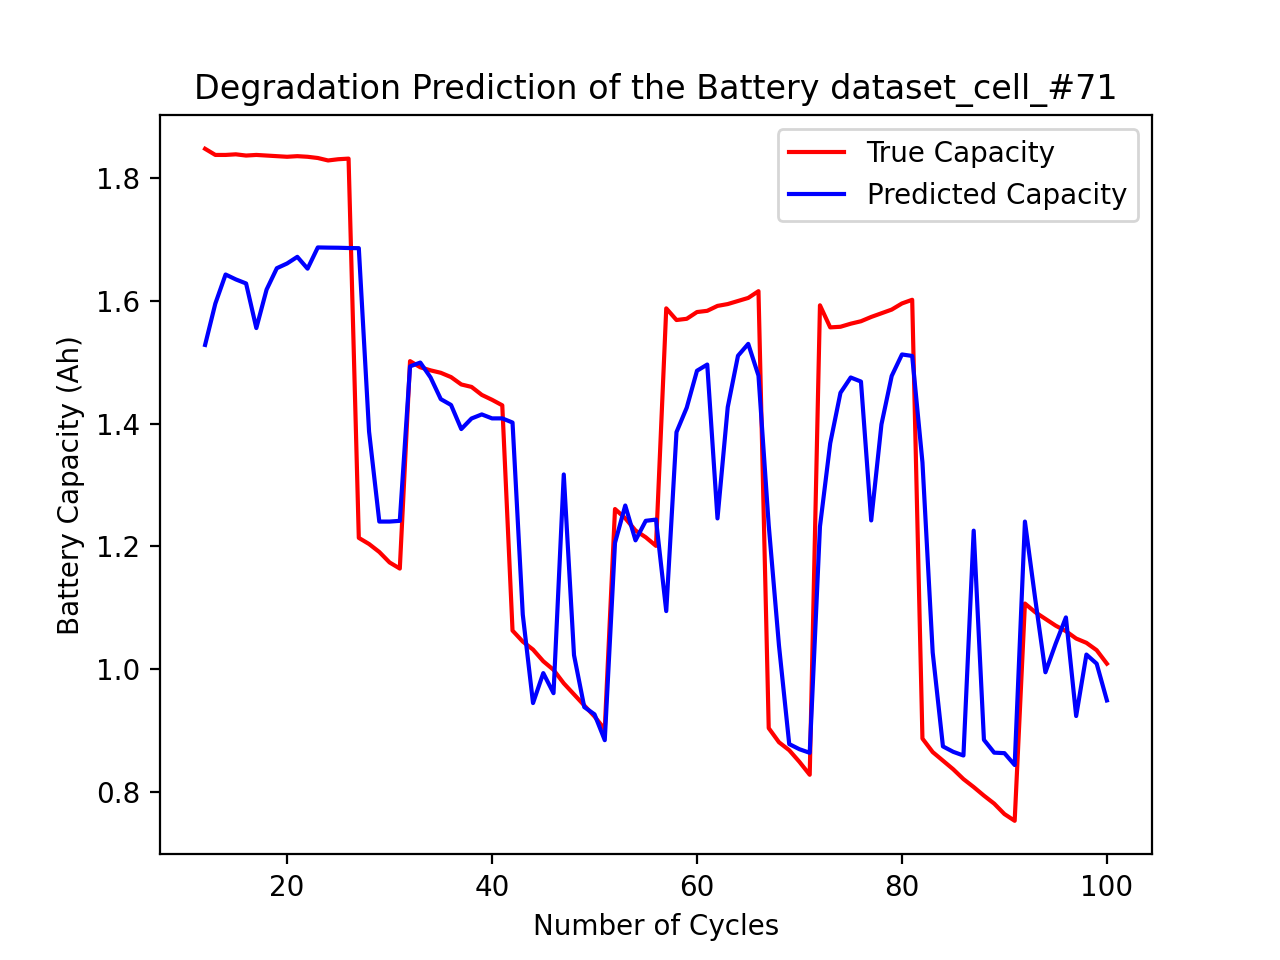 Degradation Prediction of the Battery dataset_cell_#71
True Capacity
Predicted Capacity
Battery Capacity (Ah)
1.8
1.6
1.4
1.2
1.0
0.8
20 40 60 80 100
Number of Cycles